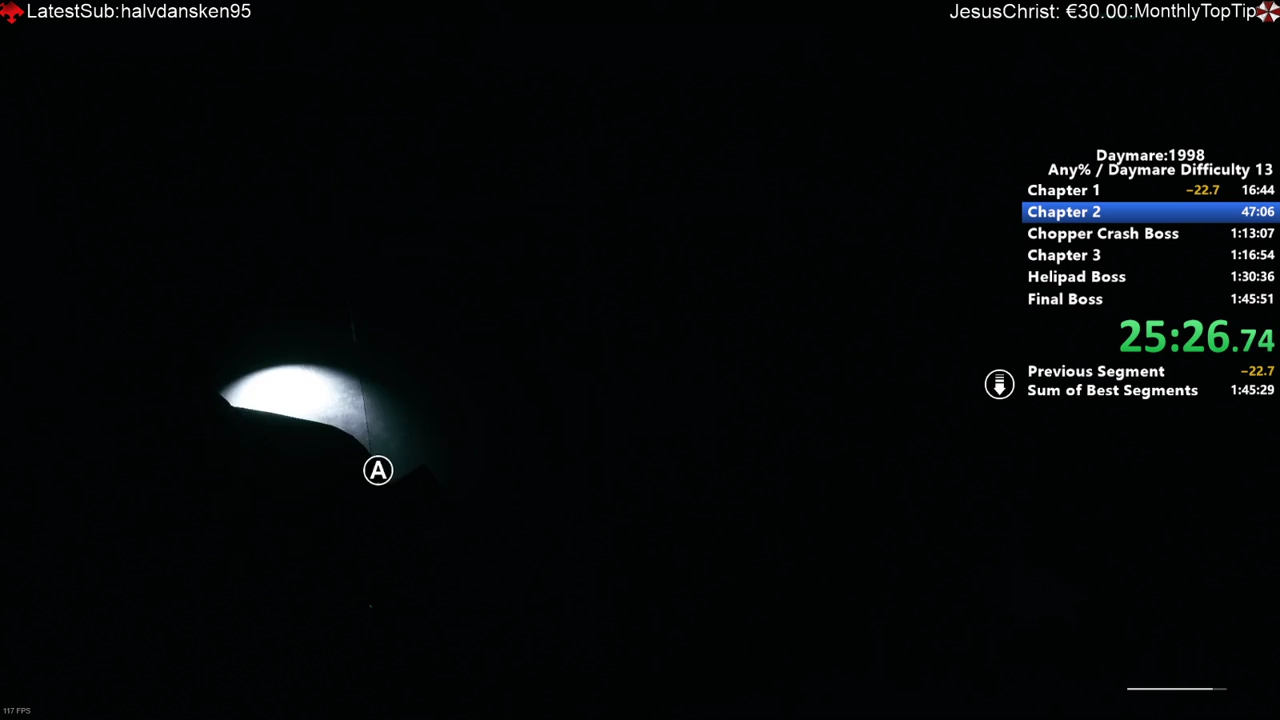 LatestSub:halvdansken95
JesusChrist: €30.00:MonthlyTopTip
Daymare:1998
Any% / Daymare Difficulty 13
Chapter 1 −22.7 16:44
Chapter 2 47:06
Chopper Crash Boss 1:13:07
Chapter 3 1:16:54
Helipad Boss 1:30:36
Final Boss 1:45:51
25:26.74
Previous Segment −22.7
Sum of Best Segments 1:45:29
A
117 FPS